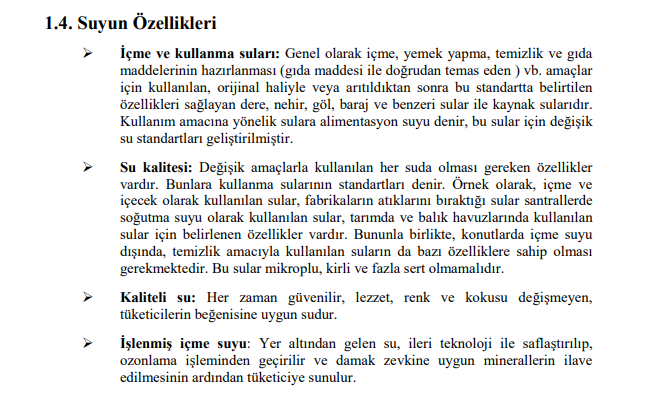 1.4. Suyun Özellikleri
➢ İçme ve kullanma suları: Genel olarak içme, yemek yapma, temizlik ve gıda
maddelerinin hazırlanması (gıda maddesi ile doğrudan temas eden ) vb. amaçlar
için kullanılan, orijinal haliyle veya arıtıldıktan sonra bu standartta belirtilen
özellikleri sağlayan dere, nehir, göl, baraj ve benzeri sular ile kaynak sularıdır.
Kullanım amacına yönelik sulara alimentasyon suyu denir, bu sular için değişik
su standartları geliştirilmiştir.
➢ Su kalitesi: Değişik amaçlarla kullanılan her suda olması gereken özellikler
vardır. Bunlara kullanma sularının standartları denir. Örnek olarak, içme ve
içecek olarak kullanılan sular, fabrikaların atıklarını bıraktığı sular santrallerde
soğutma suyu olarak kullanılan sular, tarımda ve balık havuzlarında kullanılan
sular için belirlenen özellikler vardır. Bununla birlikte, konutlarda içme suyu
dışında, temizlik amacıyla kullanılan suların da bazı özelliklere sahip olması
gerekmektedir. Bu sular mikroplu, kirli ve fazla sert olmamalıdır.
➢ Kaliteli su: Her zaman güvenilir, lezzet, renk ve kokusu değişmeyen,
tüketicilerin beğenisine uygun sudur.
➢ İşlenmiş içme suyu: Yer altından gelen su, ileri teknoloji ile saflaştırılıp,
ozonlama işleminden geçirilip ve damak zevkine uygun minerallerin ilave
edilmesinin ardından tüketiciye sunulur.